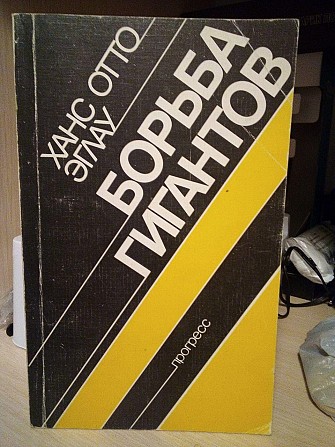 ХАНС ОТТО
ЭГЛАУ
БОРЬБА
ГИГАНТОВ
прогресс